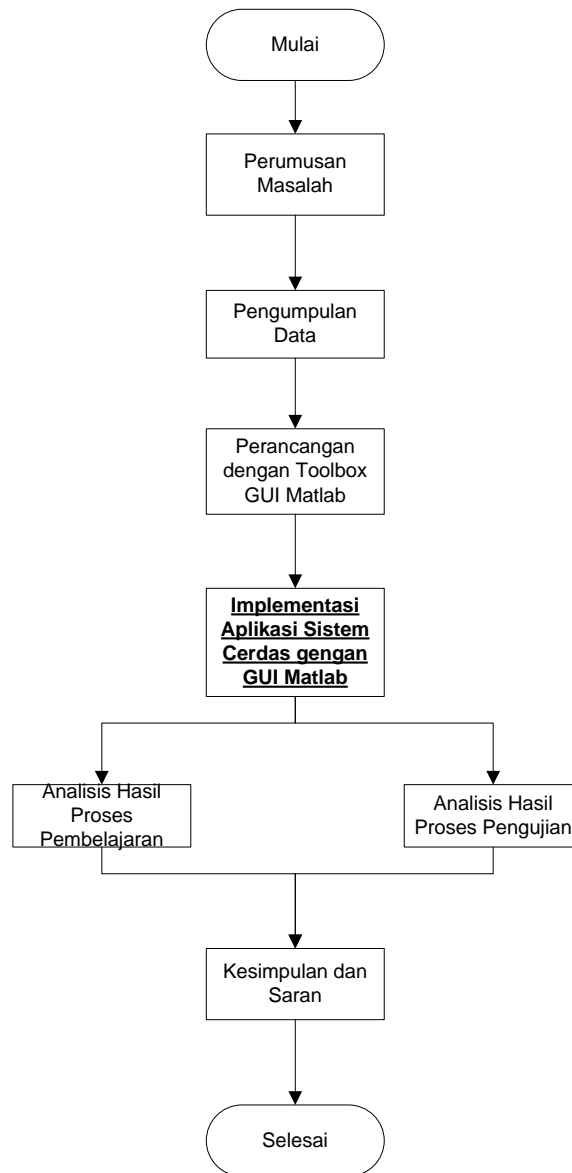 Mulai
Perumusan
Masalah
Pengumpulan
Data
Perancangan
dengan Toolbox
GUI Matlab
Implementasi
Aplikasi Sistem
Cerdas gengan
GUI Matlab
Analisis Hasil
Proses
Pembelajaran
Analisis Hasil
Proses Pengujian
Kesimpulan dan
Saran
Selesai